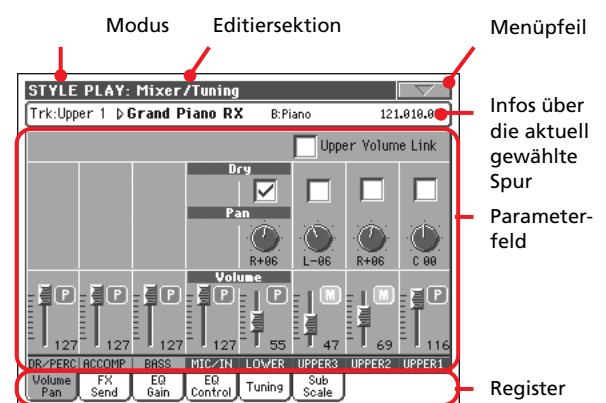 Modus Editiersektion Menüpfeil
STYLE PLAY: Mixer/Tuning
Trk:Upper 1 Grand Piano RX B:Piano
Infos über
die aktuell
gewählte
Spur
Upper Volume Link
Dry
Pan
R+06 L-06 R+06 C 00
Parameter-
feld
Volume
P P P P P M M P
127 127 127 127 55 47 69 116
DR/PERC ACCOMP BASS MIC/IN LOWER UPPER3 UPPER2 UPPER1
Volume Pan FX Send EQ Gain EQ Control Tuning Sub Scale
Register